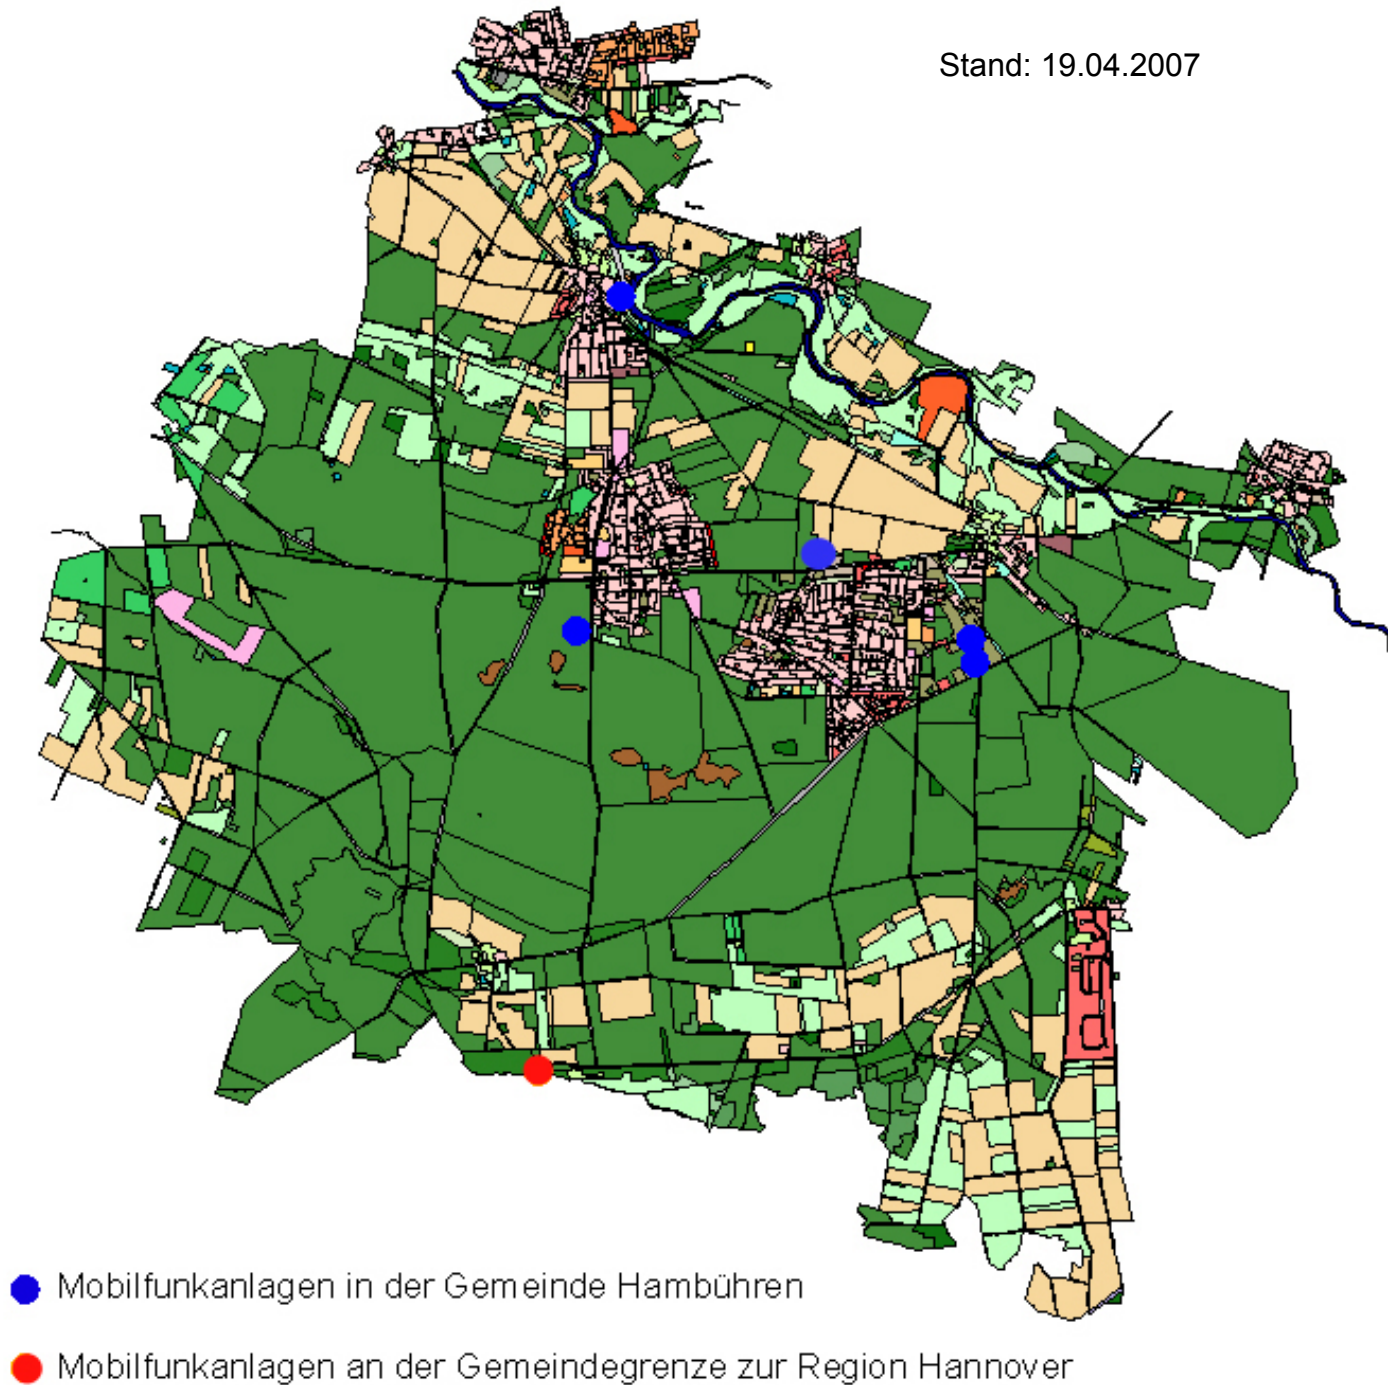 Stand: 19.04.2007
Mobilfunkanlagen in der Gemeinde Hambühren
Mobilfunkanlagen an der Gemeindegrenze zur Region Hannover